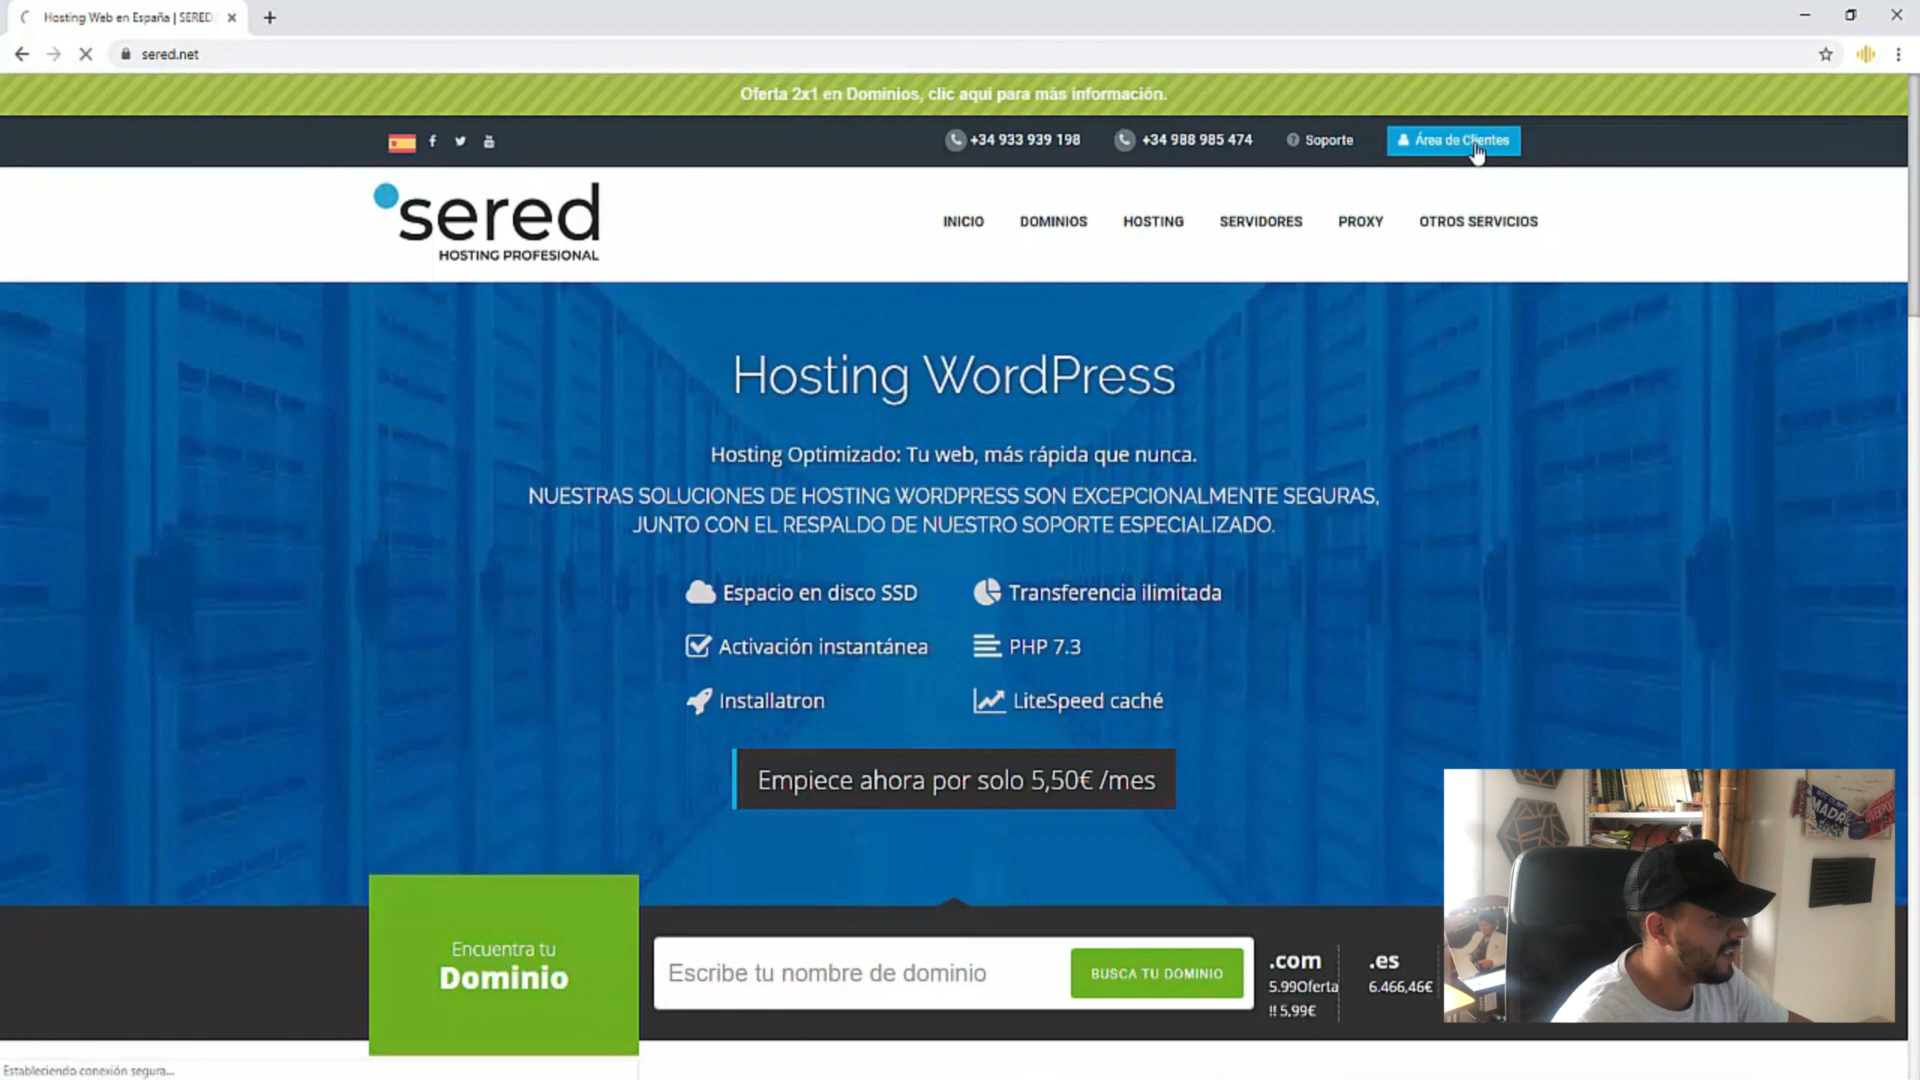 Hosting Web en España | SERED
sered.net
Oferta 2x1 en Dominios, clic aqui para más información.
+34 933 939 198
+34 988 985 474
Soporte
Área de Clientes
sered
HOSTING PROFESIONAL
INICIO
DOMINIOS
HOSTING
SERVIDORES
PROXY
OTROS SERVICIOS
Hosting WordPress
Hosting Optimizado: Tu web, más rápida que nunca.
NUESTRAS SOLUCIONES DE HOSTING WORDPRESS SON EXCEPCIONALMENTE SEGURAS,
JUNTO CON EL RESPALDO DE NUESTRO SOPORTE ESPECIALIZADO.
Espacio en disco SSD
Transferencia ilimitada
Activación instantánea
PHP 7.3
Installatron
LiteSpeed caché
Empiece ahora por solo 5,50€ /mes
MADRID
LIVERPOOL
Encuentra tu
Dominio
Escribe tu nombre de dominio
BUSCA TU DOMINIO
.com
5.99Oferta
!! 5,99€
.es
6.466,46€
Estableciendo conexión segura...